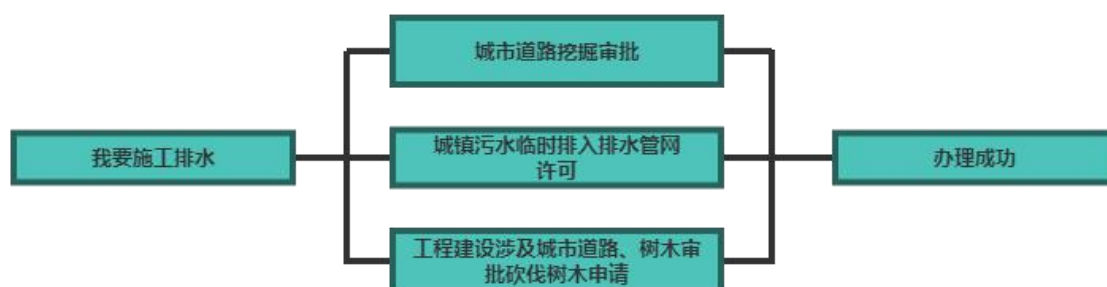 城市道路挖掘审批
我要施工排水
城镇污水临时排入排水管网
许可
办理成功
工程建设涉及城市道路、树木审
批砍伐树木申请